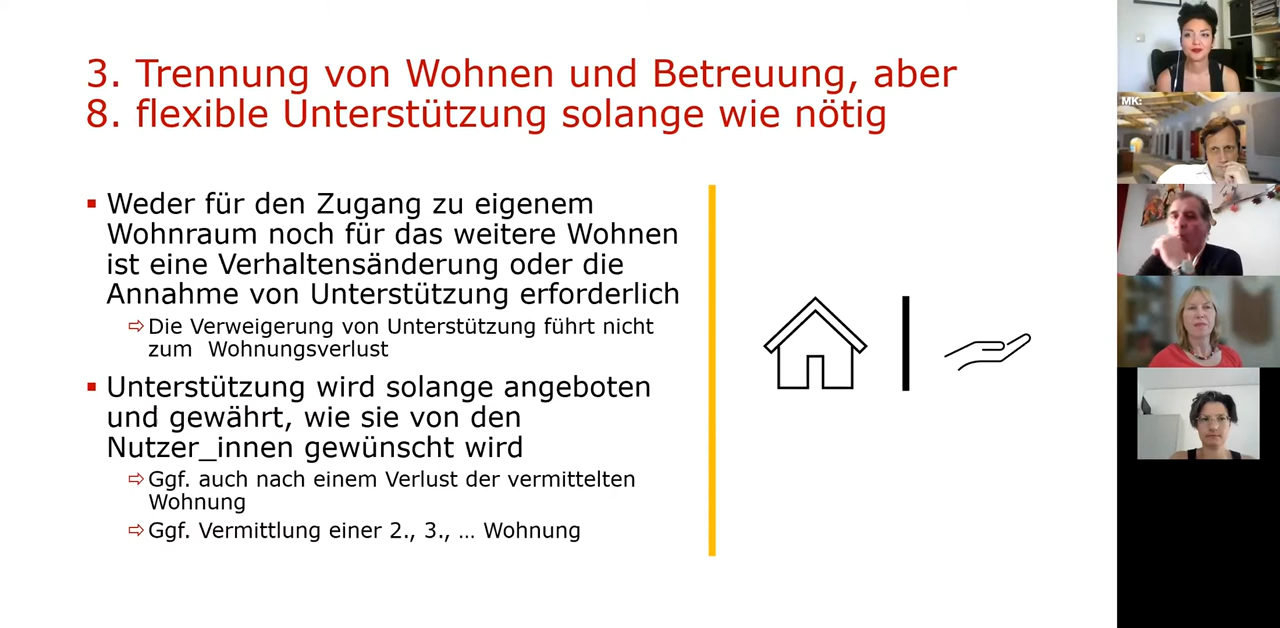 3. Trennung von Wohnen und Betreuung, aber
8. flexible Unterstützung solange wie nötig
Weder für den Zugang zu eigenem
Wohnraum noch für das weitere Wohnen
ist eine Verhaltensänderung oder die
Annahme von Unterstützung erforderlich
Die Verweigerung von Unterstützung führt nicht
zum Wohnungsverlust
Unterstützung wird solange angeboten
und gewährt, wie sie von den
Nutzer_innen gewünscht wird
Ggf. auch nach einem Verlust der vermittelten
Wohnung
Ggf. Vermittlung einer 2., 3., … Wohnung
MK: